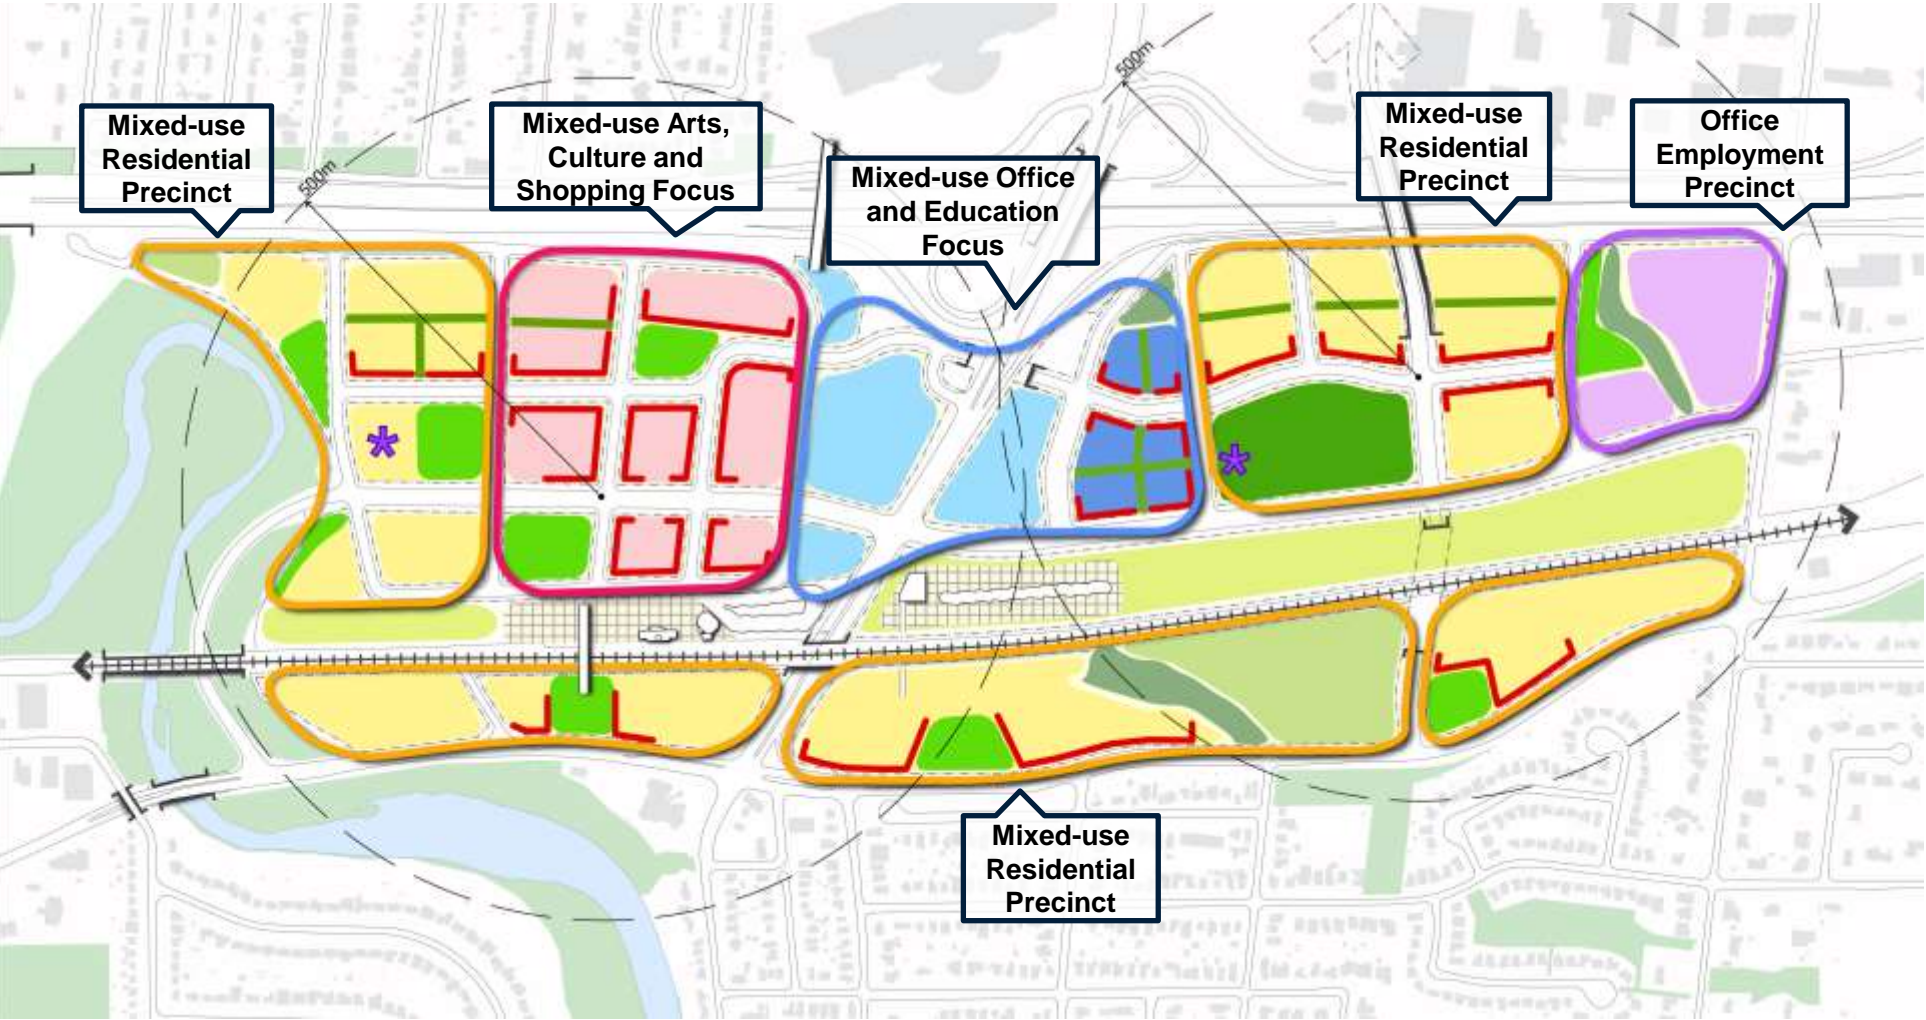 500m
Mixed-use
Residential
Precinct
500m
Mixed-use Arts,
Culture and
Shopping Focus
Mixed-use Office
and Education
Focus
Mixed-use
Residential
Precinct
Office
Employment
Precinct
Mixed-use
Residential
Precinct